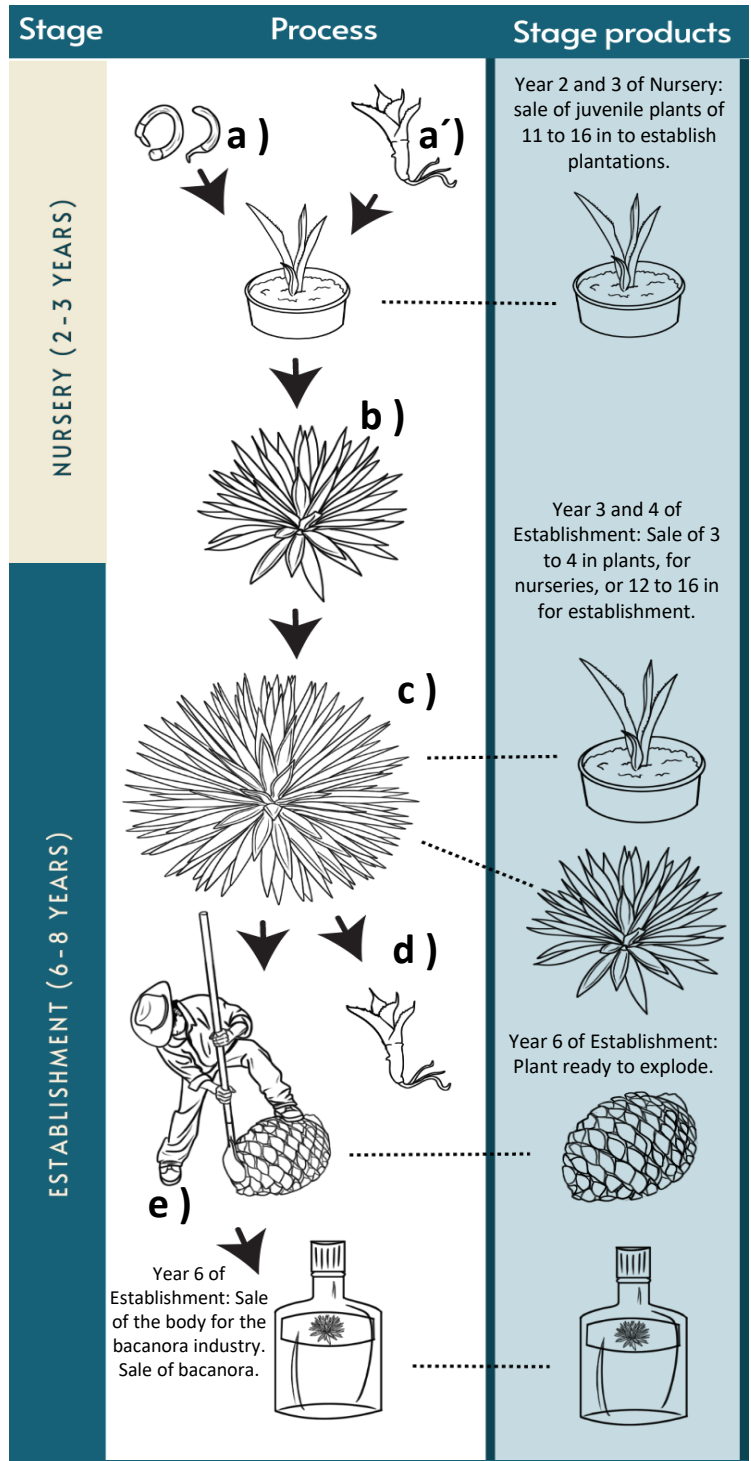 Stage
Process
Stage products
NURSERY (2-3 YEARS)
a )
a´)
Year 2 and 3 of Nursery:
sale of juvenile plants of
11 to 16 in to establish
plantations.
b )
Year 3 and 4 of
Establishment: Sale of 3
to 4 in plants, for
nurseries, or 12 to 16 in
for establishment.
ESTABLISHMENT (6-8 YEARS)
c )
d )
Year 6 of Establishment:
Plant ready to explode.
e )
Year 6 of
Establishment: Sale
of the body for the
bacanora industry.
Sale of bacanora.